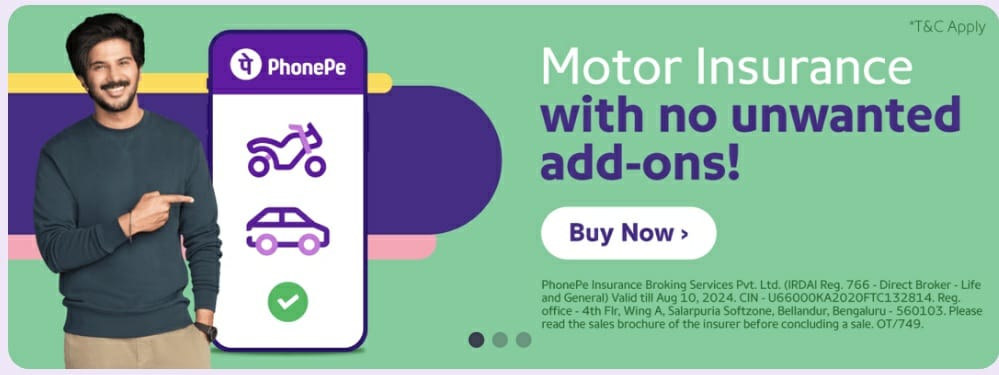 *T&C Apply
पे PhonePe
Motor Insurance
with no unwanted
add-ons!
Buy Now ›
PhonePe Insurance Broking Services Pvt. Ltd. (IRDAI Reg. 766 - Direct Broker - Life
and General) Valid till Aug 10, 2024. CIN - U66000KA2020FTC132814. Reg.
office - 4th Flr, Wing A, Salarpuria Softzone, Bellandur, Bengaluru - 560103. Please
read the sales brochure of the insurer before concluding a sale. OT/749.